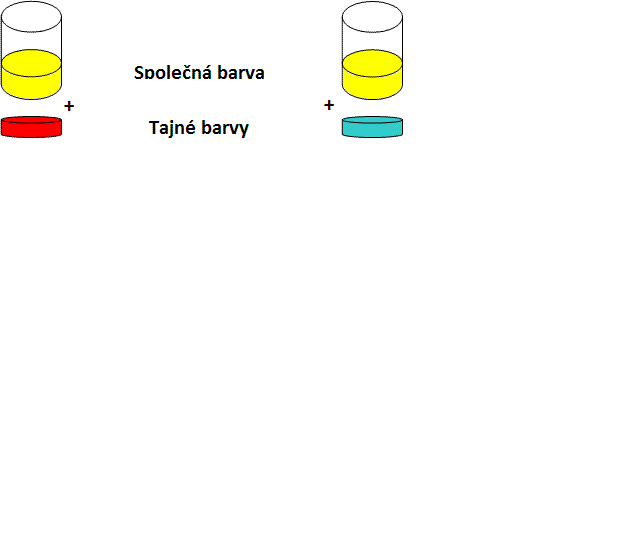 Společná barva
+ +
Tajné barvy